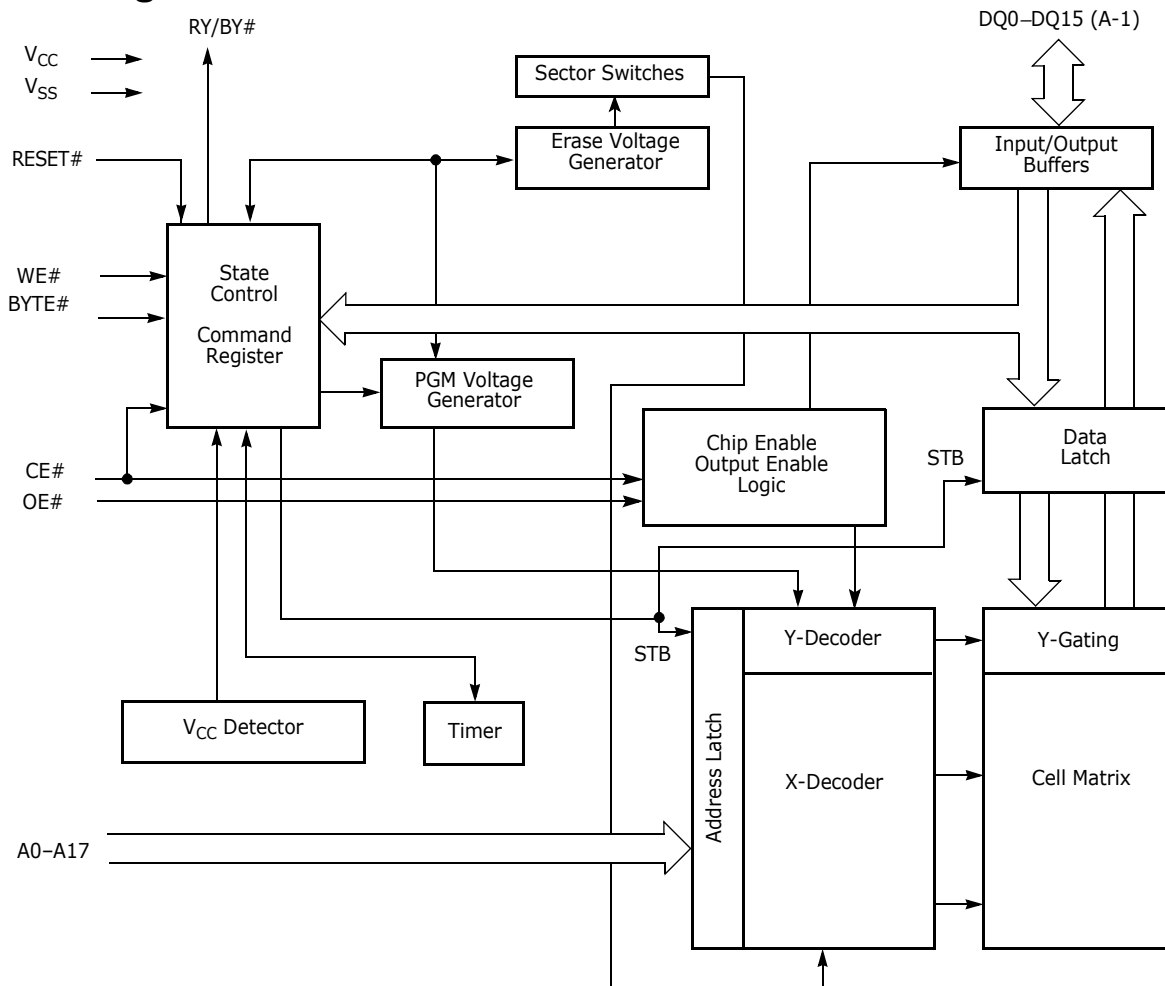 RY/BY#
DQ0–DQ15 (A-1)
VCC
VSS
Sector Switches
Erase Voltage
Generator
Input/Output
Buffers
RESET#
WE#
BYTE#
State
Control
Command
Register
PGM Voltage
Generator
Chip Enable
Output Enable
Logic
Data
Latch
STB
CE#
OE#
STB
Y-Decoder
Y-Gating
VCC Detector
Timer
Address Latch
X-Decoder
Cell Matrix
A0–A17